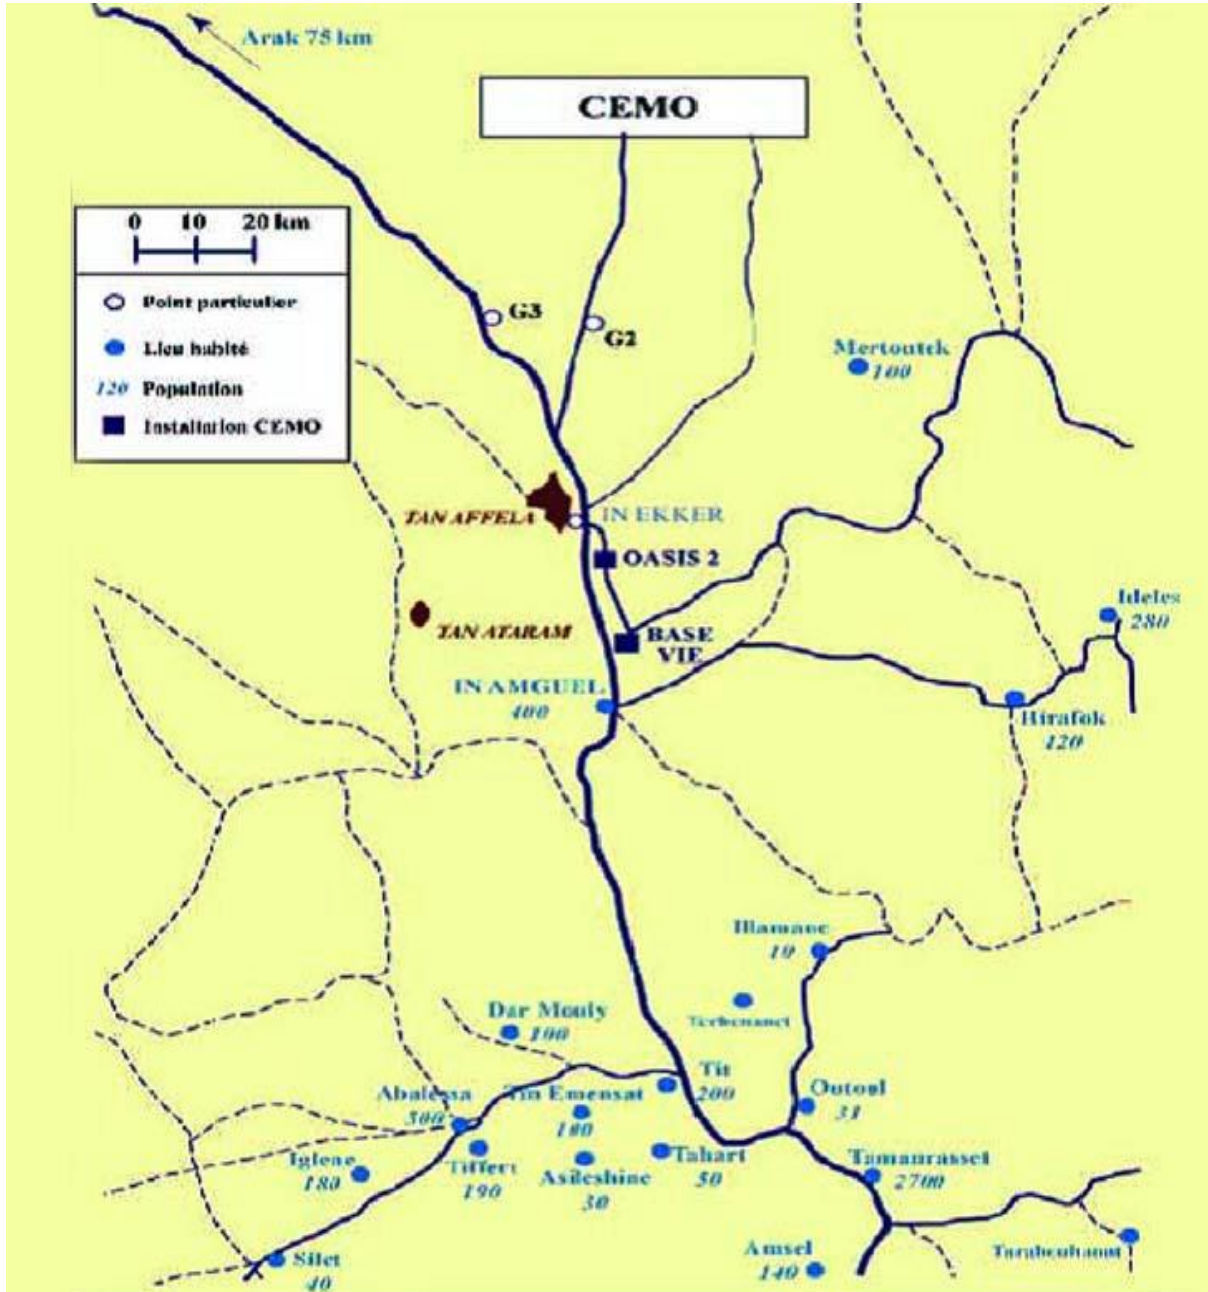 Arak 75 km
CEMO
0 10 20 km
Point particulier
Lieu habité
120 Population
Installation CEMO
G3
G2
Mertoutek
100
TAN AFFELA
IN EKKER
OASIS 2
TAN ATARAM
BASE
VIE
Ideles
280
IN AMGUEL
400
Hirafok
120
Illamane
10
Dar Mouly
100
Tit
200
Abalessa
Tin Emensat
Outoul
31
Iglene
180
Tiffert
190
Asileshine
30
Tahart
50
Tamanrasset
2700
Silet
40
Amsel
140